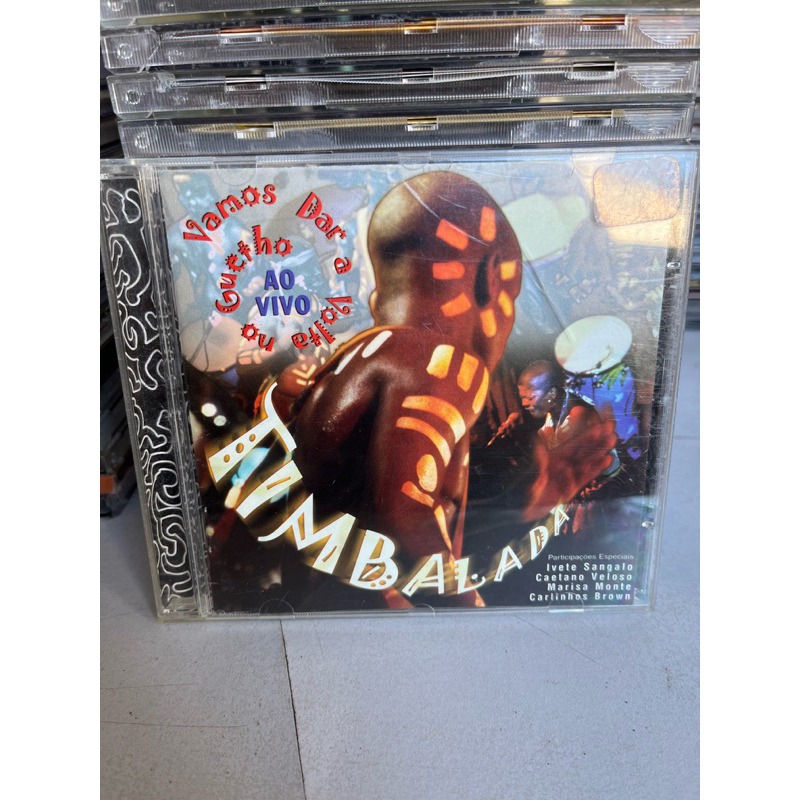 Vamos Dar a Volta no Guetho
AO
VIVO
TIMBALADA
Participações Especiais
Ivete Sangalo
Caetano Veloso
Marisa Monte
Carlinhos Brown